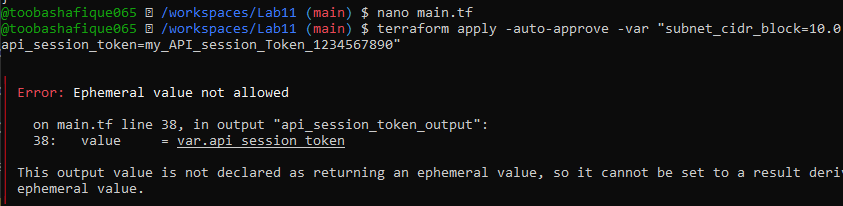 @toobashafique065 /workspaces/Lab11 (main) $ nano main.tf
@toobashafique065 /workspaces/Lab11 (main) $ terraform apply -auto-approve -var "subnet_cidr_block=10.0
api_session_token=my_API_session_Token_1234567890"
Error: Ephemeral value not allowed
on main.tf line 38, in output "api_session_token_output":
38: value = var.api_session_token
This output value is not declared as returning an ephemeral value, so it cannot be set to a result deri
ephemeral value.